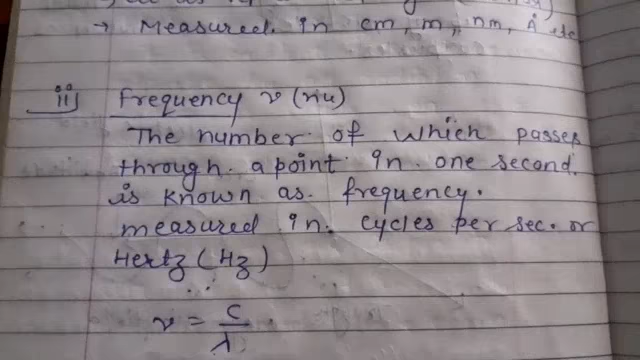 → Measured. in cm, m, nm, Å etc
ii) frequency ν (nu)
The number of which passes
through. a point in. one second.
is known as. frequency.
measured in. cycles per sec. or
Hertz (Hz)
ν = c/λ